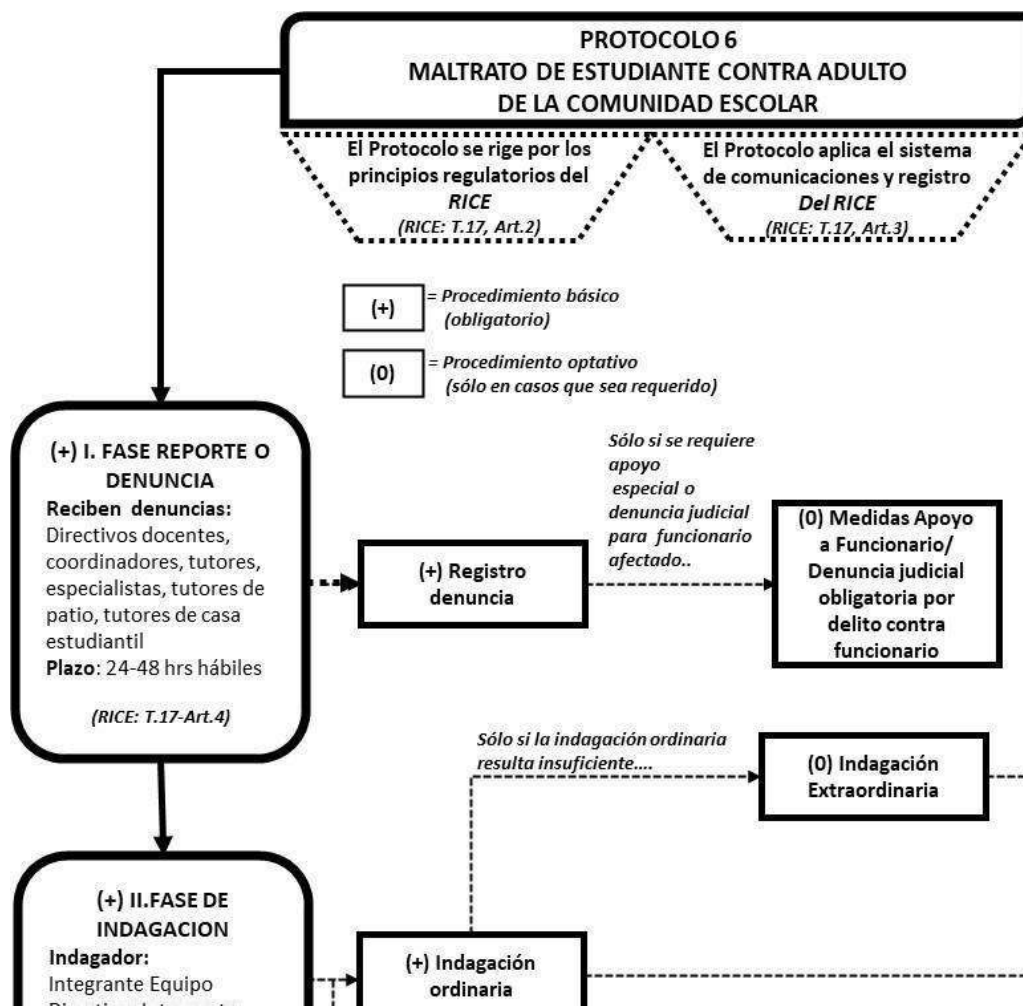 PROTOCOLO 6
MALTRATO DE ESTUDIANTE CONTRA ADULTO
DE LA COMUNIDAD ESCOLAR
El Protocolo se rige por los
principios regulatorios del
RICE
(RICE: T.17, Art.2)
El Protocolo aplica el sistema
de comunicaciones y registro
Del RICE
(RICE: T.17, Art.3)
(+)
= Procedimiento básico
(obligatorio)
(0)
= Procedimiento optativo
(sólo en casos que sea requerido)
(+) I. FASE REPORTE O
DENUNCIA
Reciben denuncias:
Directivos docentes,
coordinadores, tutores,
especialistas, tutores de
patio, tutores de casa
estudiantil
Plazo: 24-48 hrs hábiles
(RICE: T.17-Art.4)
(+) Registro
denuncia
Sólo si se requiere
apoyo
especial o
denuncia judicial
para funcionario
afectado..
(0) Medidas Apoyo
a Funcionario/
Denuncia judicial
obligatoria por
delito contra
funcionario
Sólo si la indagación ordinaria
resulta insuficiente....
(0) Indagación
Extraordinaria
(+) II.FASE DE
INDAGACION
Indagador:
Integrante Equipo
(+) Indagación
ordinaria